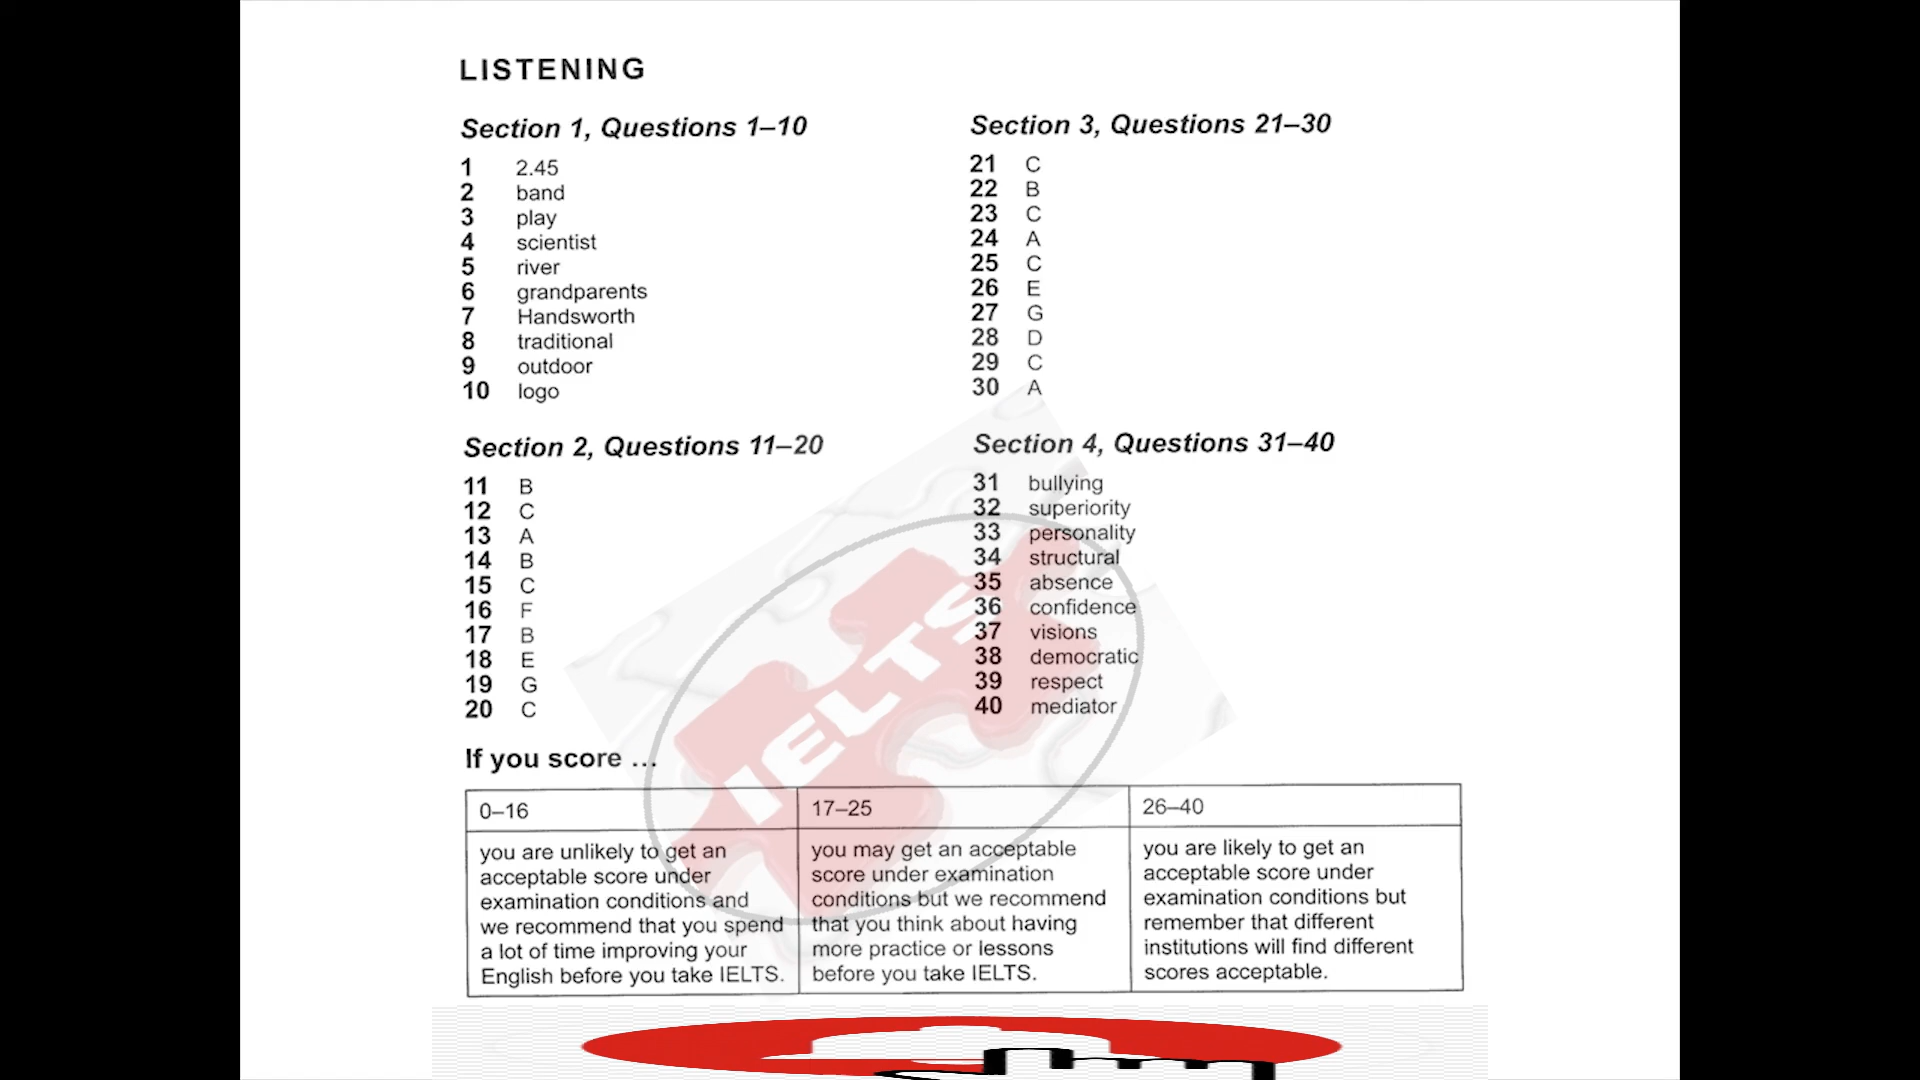 LISTENING
Section 1, Questions 1–10
1 2.45
2 band
3 play
4 scientist
5 river
6 grandparents
7 Handsworth
8 traditional
9 outdoor
10 logo
Section 2, Questions 11–20
11 B
12 C
13 A
14 B
15 C
16 F
17 B
18 E
19 G
20 C
Section 3, Questions 21–30
21 C
22 B
23 C
24 A
25 C
26 E
27 G
28 D
29 C
30 A
Section 4, Questions 31–40
31 bullying
32 superiority
33 personality
34 structural
35 absence
36 confidence
37 visions
38 democratic
39 respect
40 mediator
IELTS
If you score ...
0–16
you are unlikely to get an
acceptable score under
examination conditions and
we recommend that you spend
a lot of time improving your
English before you take IELTS.
17–25
you may get an acceptable
score under examination
conditions but we recommend
that you think about having
more practice or lessons
before you take IELTS.
26–40
you are likely to get an
acceptable score under
examination conditions but
remember that different
institutions will find different
scores acceptable.